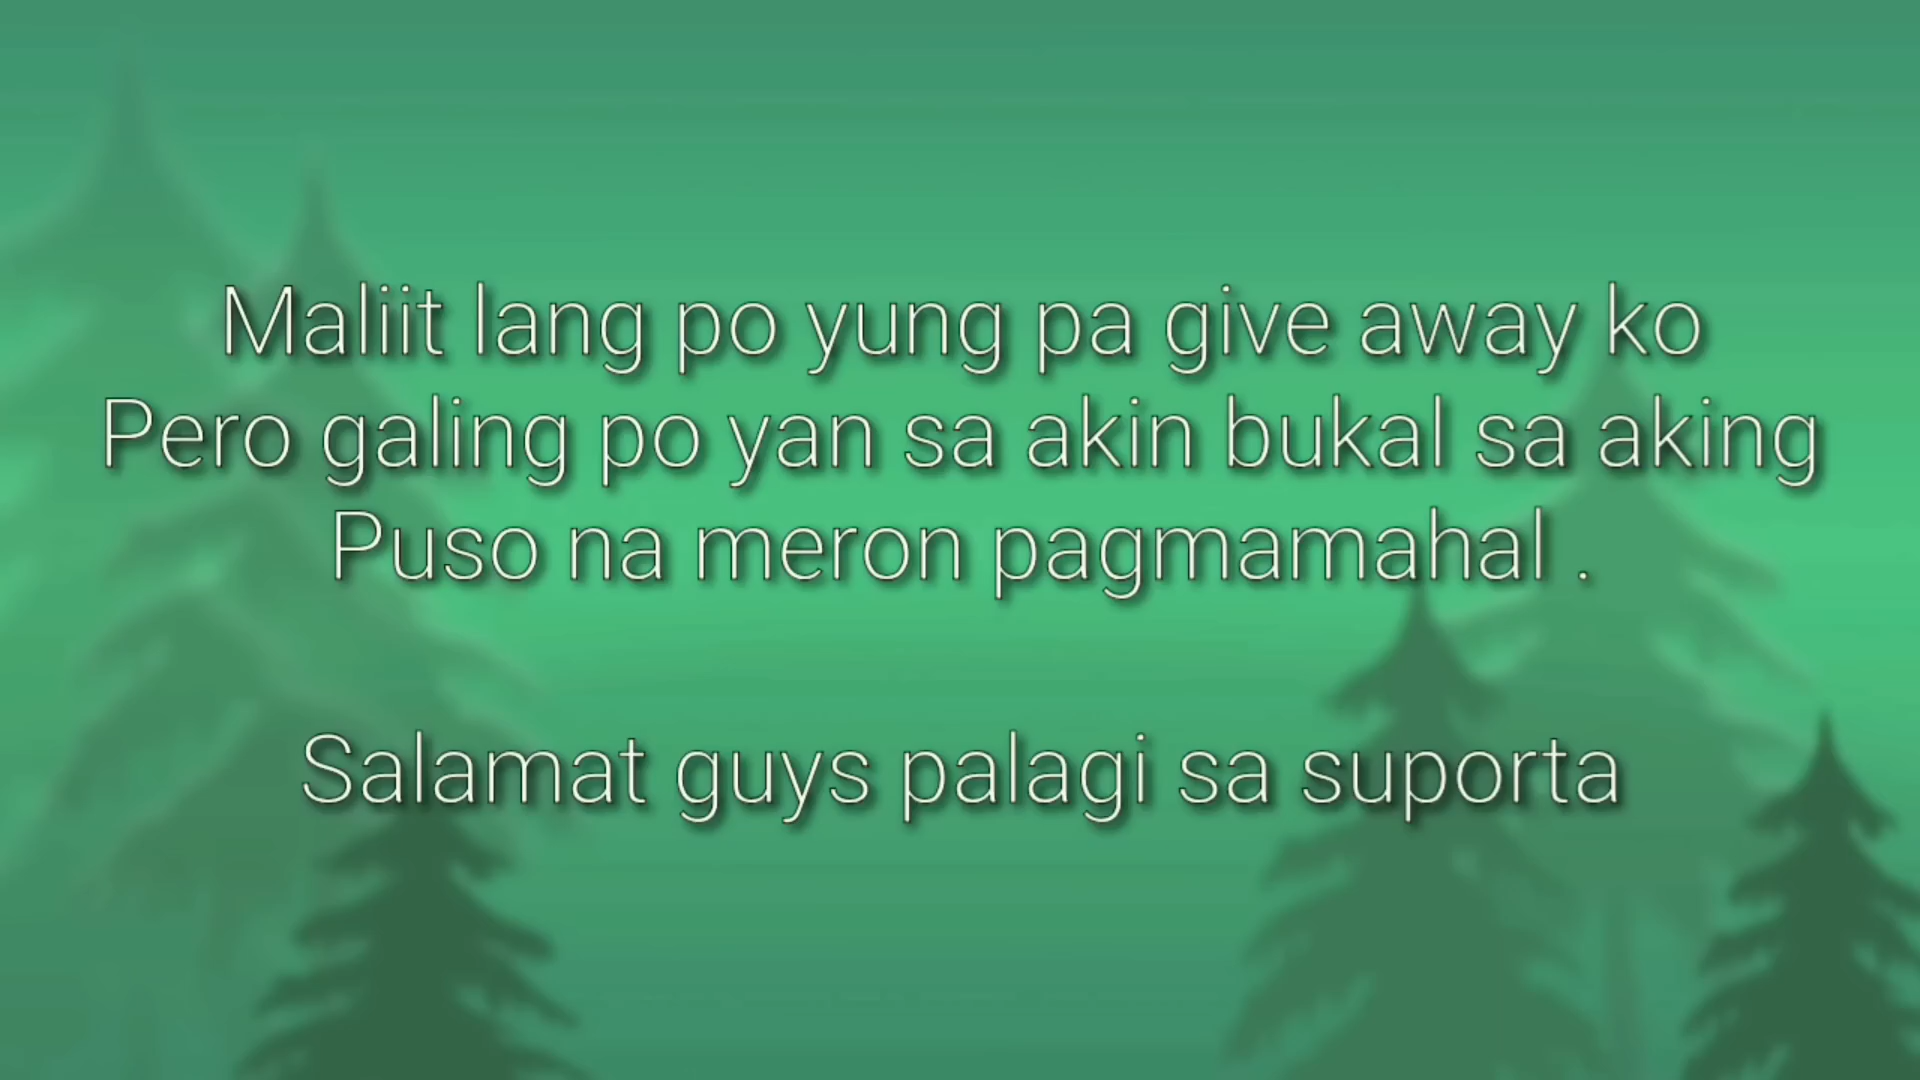 Maliit lang po yung pa give away ko
Pero galing po yan sa akin bukal sa aking
Puso na meron pagmamahal .
Salamat guys palagi sa suporta